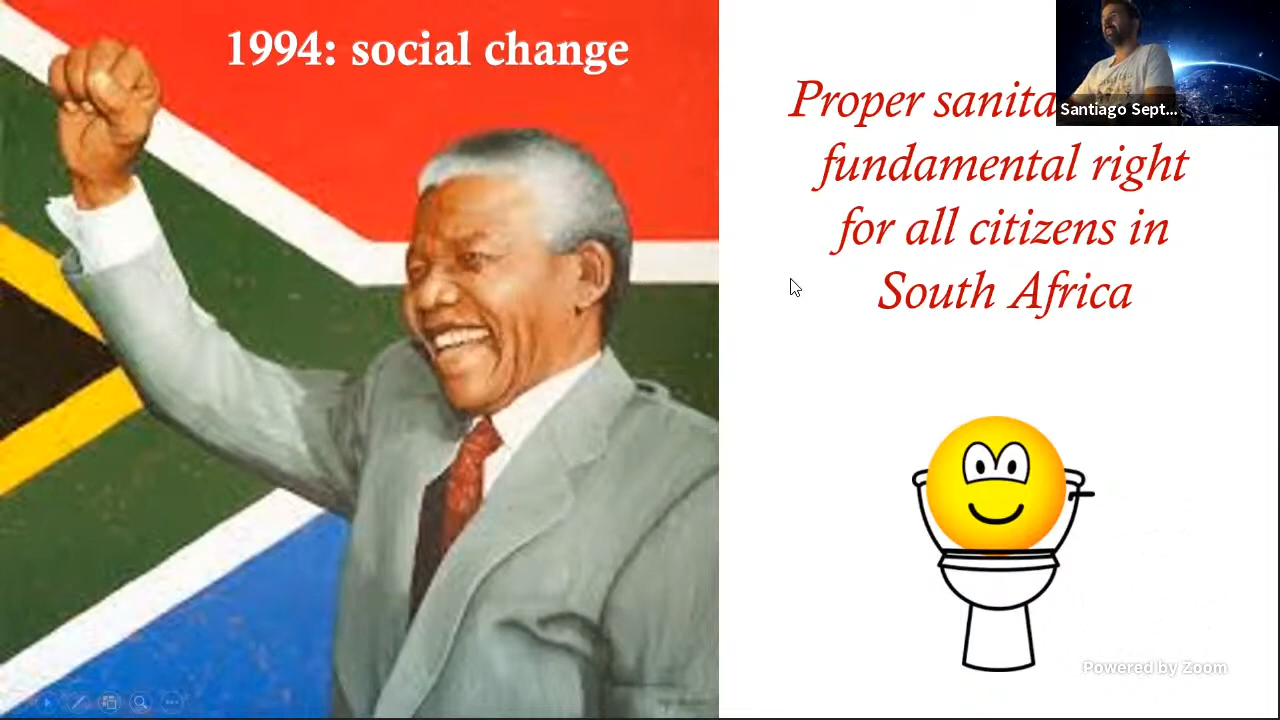 1994: social change
Proper sanita
fundamental right
for all citizens in
South Africa
Santiago Sept...
Powered by Zoom